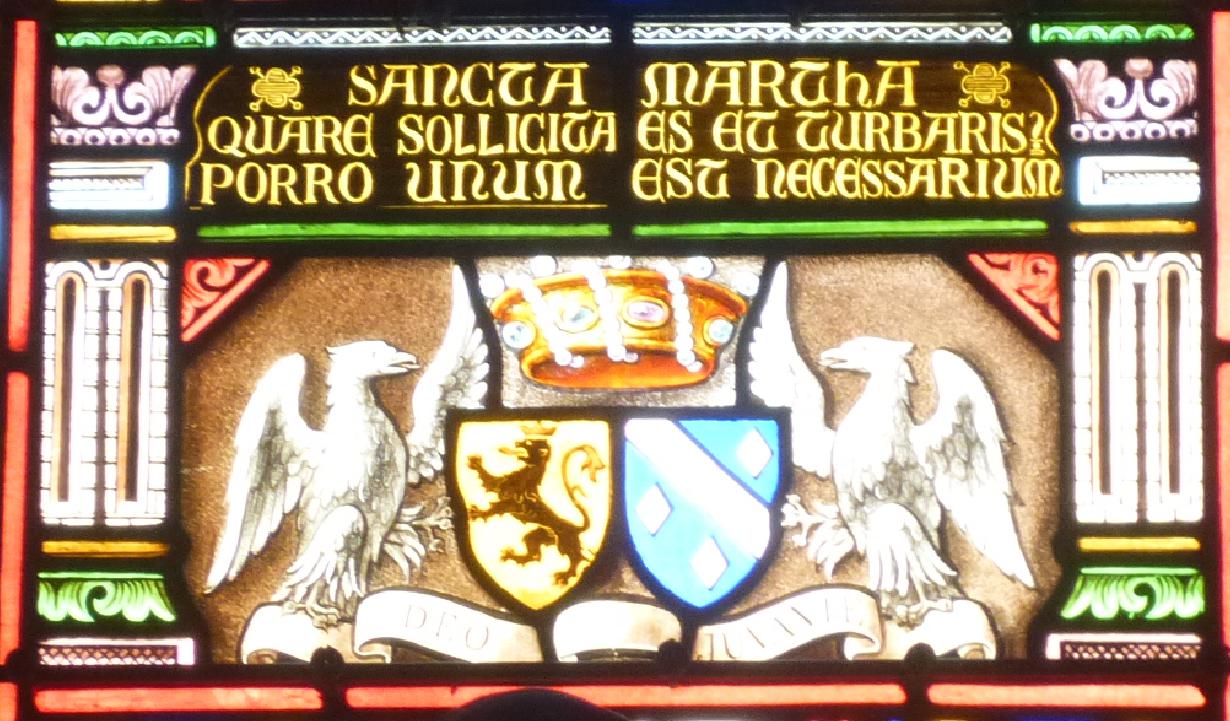 SANCTA MARTHA
QUARE SOLLICITA ES ET TURBARIS?
PORRO UNUM EST NECESSARIUM
DEO